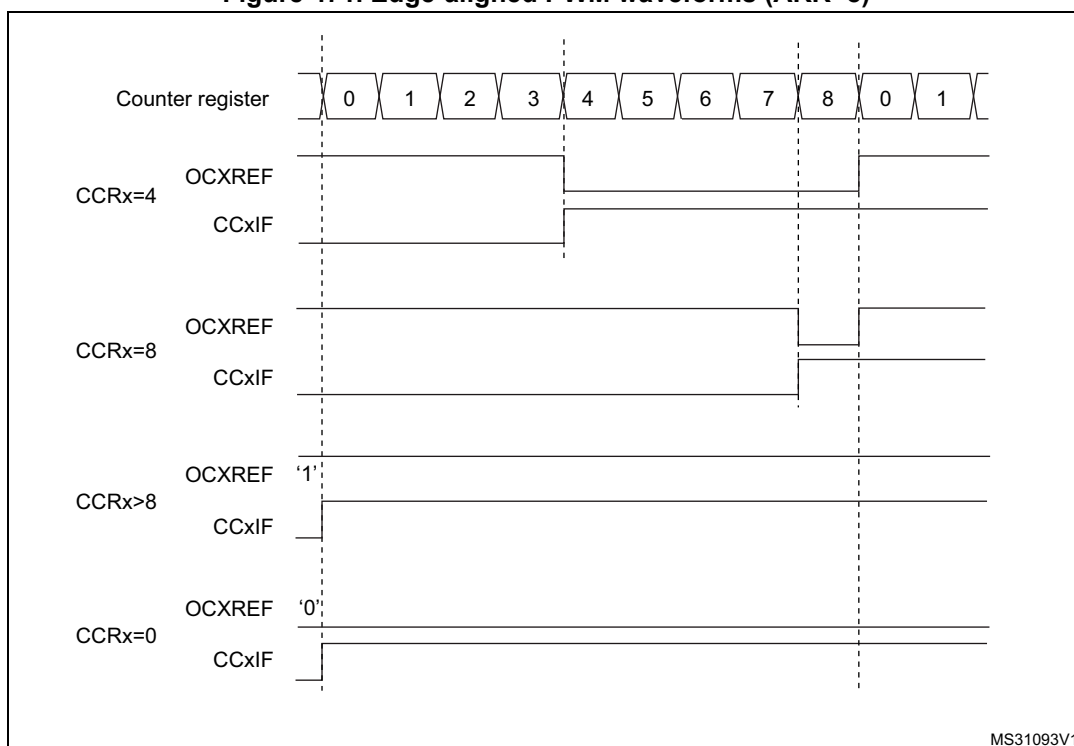 Counter register 0 1 2 3 4 5 6 7 8 0 1
OCXREF
CCRx=4
CCxIF
OCXREF
CCRx=8
CCxIF
OCXREF '1'
CCRx>8
CCxIF
OCXREF '0'
CCRx=0
CCxIF
MS31093V1